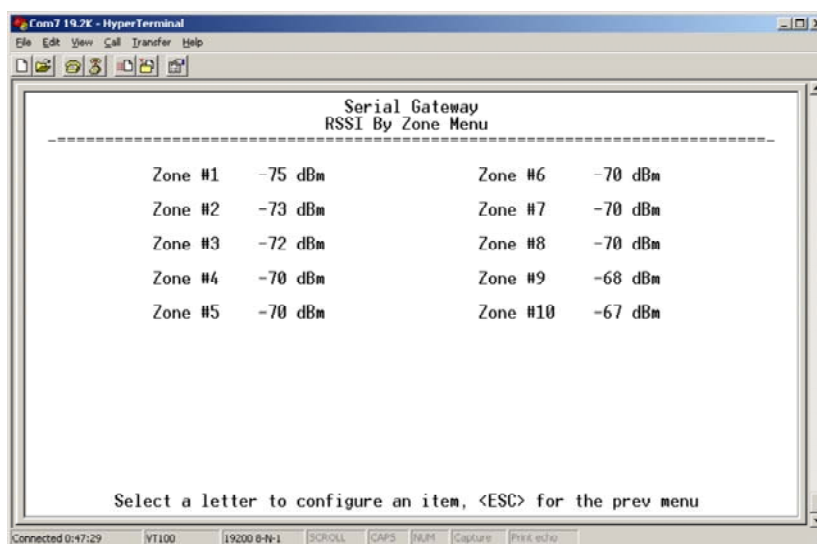 Com7 19.2K - HyperTerminal
File Edit View Call Transfer Help
Serial Gateway
RSSI By Zone Menu
Zone #1 -75 dBm Zone #6 -70 dBm
Zone #2 -73 dBm Zone #7 -70 dBm
Zone #3 -72 dBm Zone #8 -70 dBm
Zone #4 -70 dBm Zone #9 -68 dBm
Zone #5 -70 dBm Zone #10 -67 dBm
Select a letter to configure an item, <ESC> for the prev menu
Connected 0:47:29 VT100 19200 8-N-1 SCROLL CAPS NUM Capture Print echo